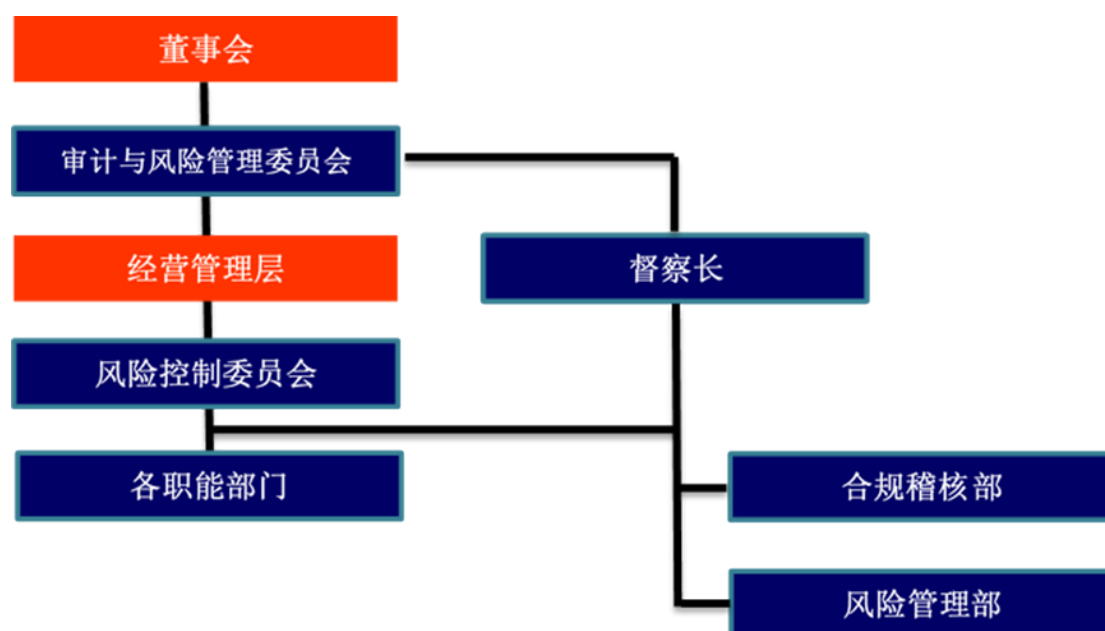 董事会
审计与风险管理委员会
经营管理层
督察长
风险控制委员会
各职能部门
合规稽核部
风险管理部